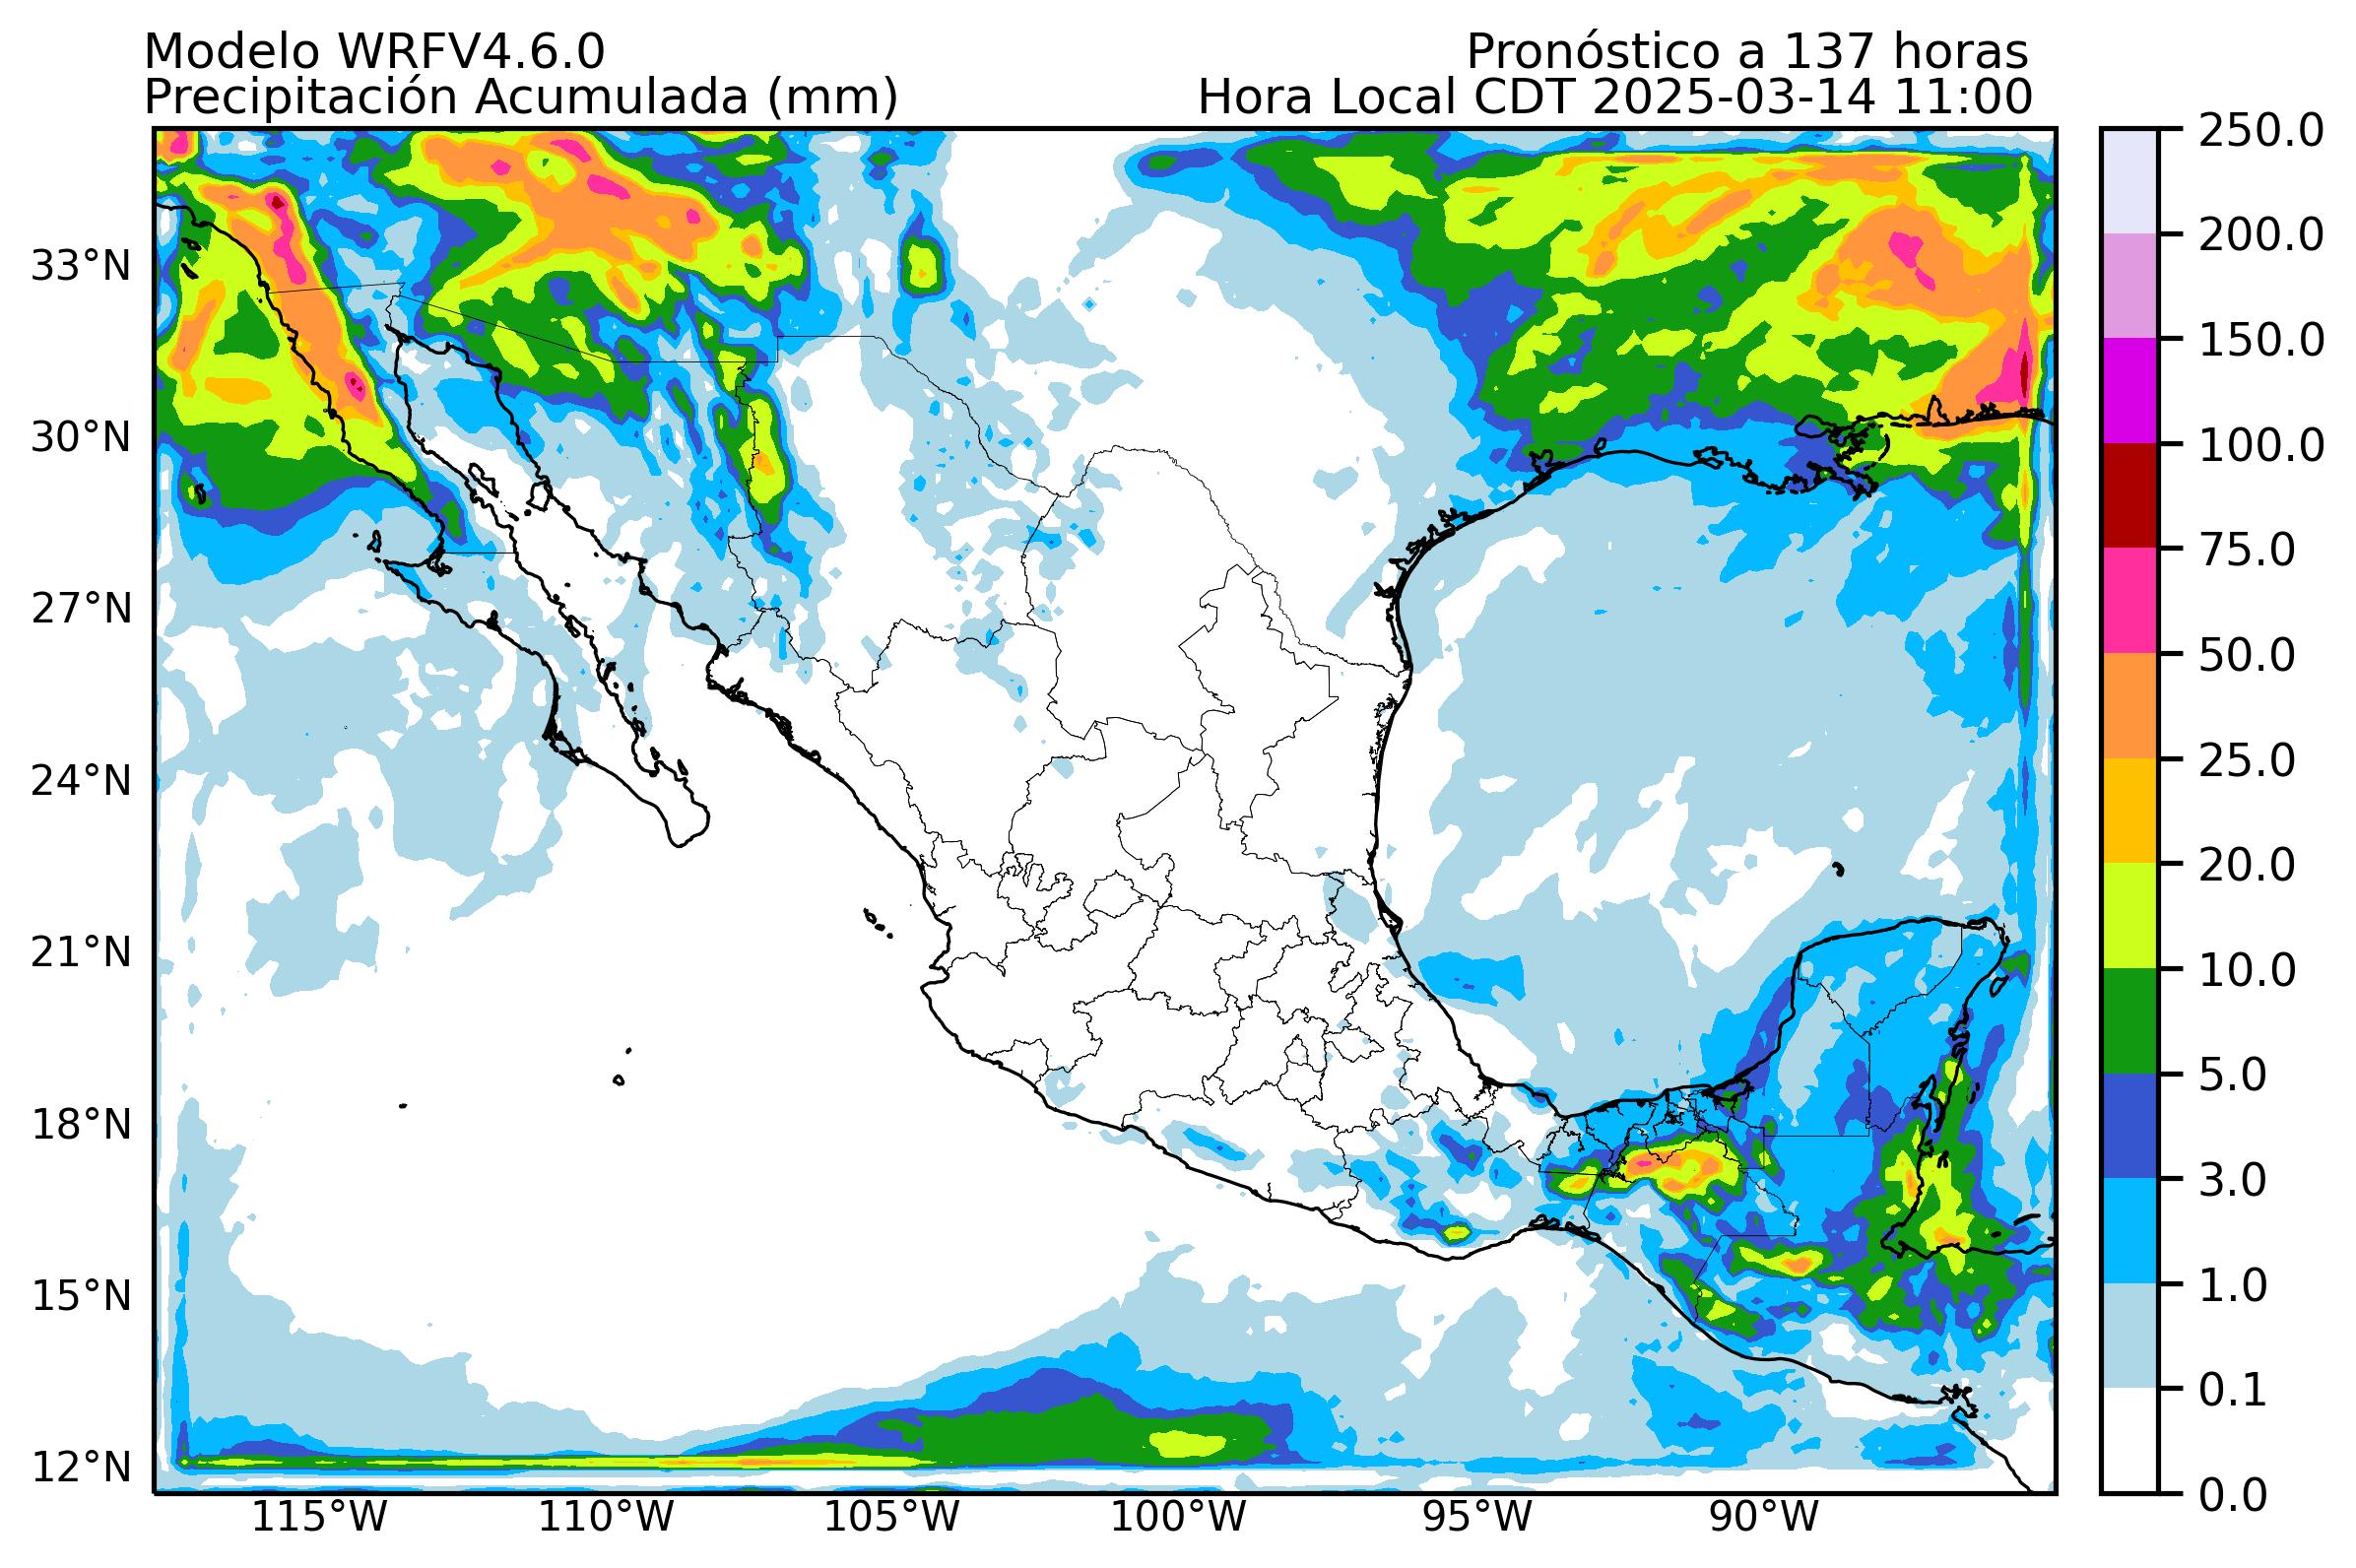 Modelo WRFV4.6.0
Pronóstico a 137 horas
Precipitación Acumulada (mm)
Hora Local CDT 2025-03-14 11:00
33°N
30°N
27°N
24°N
21°N
18°N
15°N
12°N
115°W
110°W
105°W
100°W
95°W
90°W
250.0
200.0
150.0
100.0
75.0
50.0
25.0
20.0
10.0
5.0
3.0
1.0
0.1
0.0